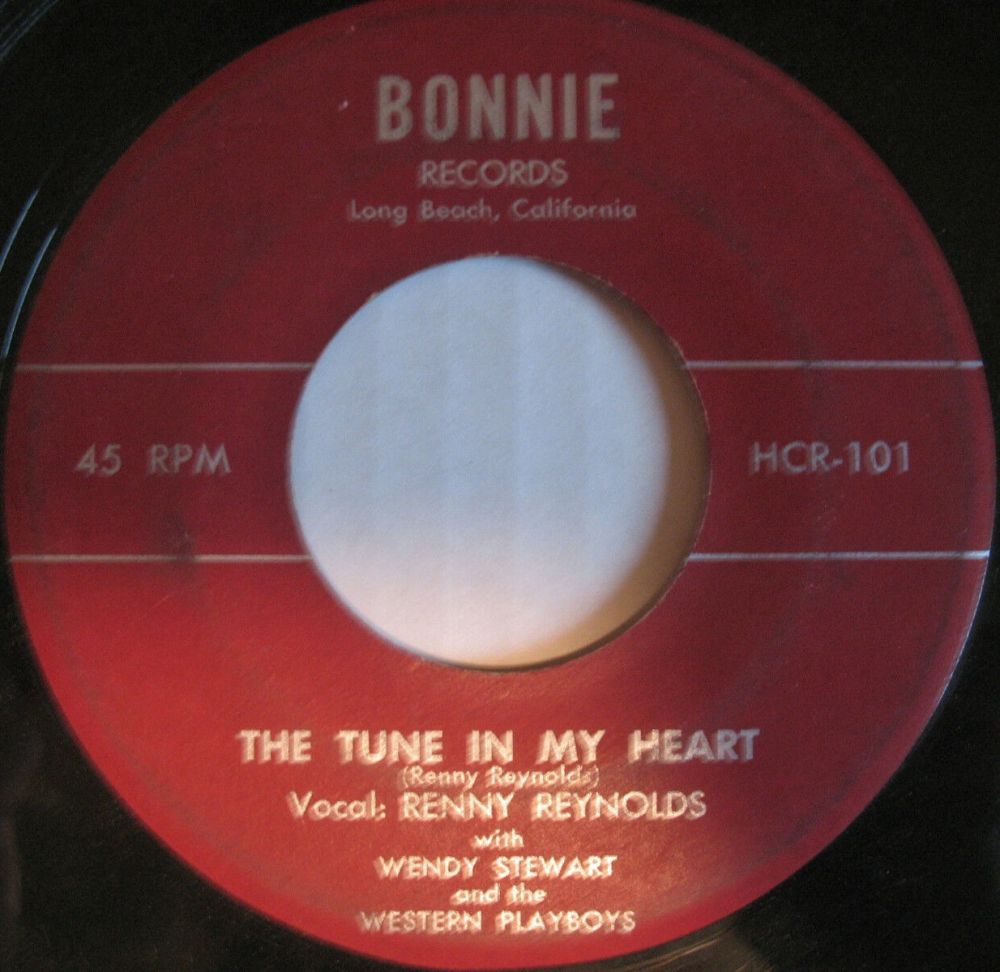 BONNIE
RECORDS
Long Beach, California
45 RPM
HCR-101
THE TUNE IN MY HEART
(Renny Reynolds)
Vocal: RENNY REYNOLDS
with
WENDY STEWART
and the
WESTERN PLAYBOYS